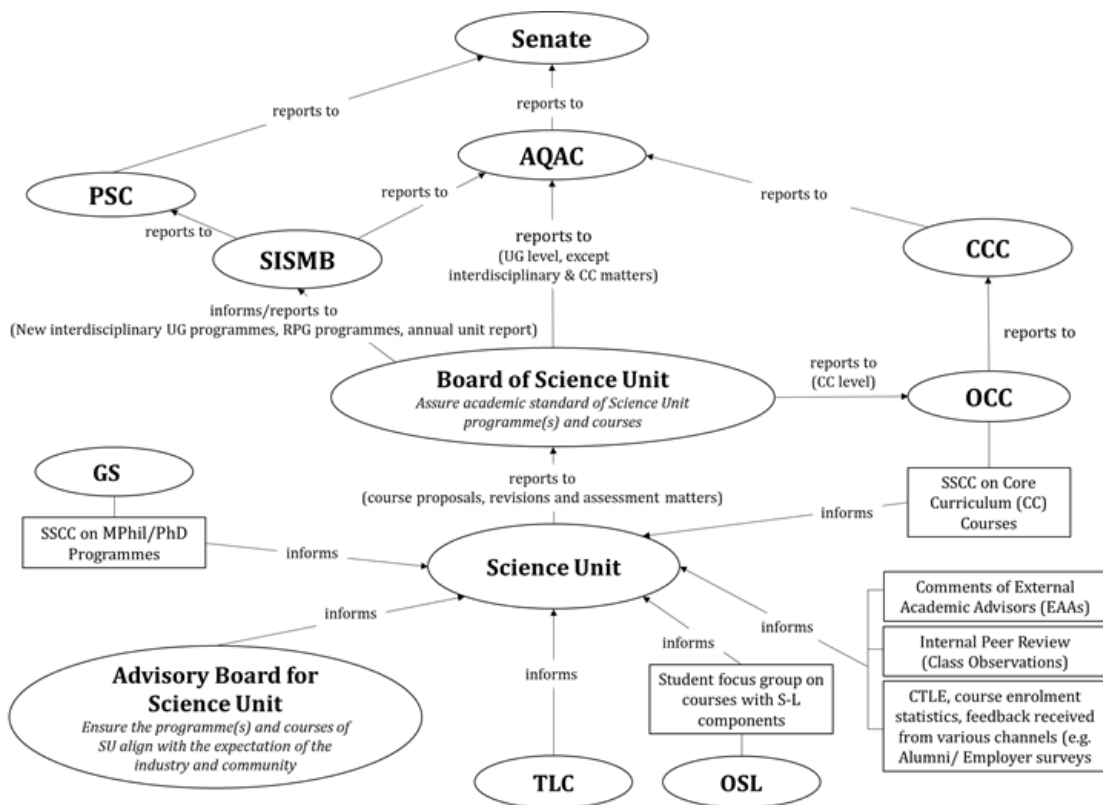 Senate
reports to
reports to
AQAC
PSC
reports to
reports to
reports to
SISMB
reports to
(UG level, except
interdisciplinary & CC matters)
CCC
informs/reports to
(New interdisciplinary UG programmes, RPG programmes, annual unit report)
reports to
Board of Science Unit
Assure academic standard of Science Unit
programme(s) and courses
reports to
(CC level)
OCC
GS
reports to
(course proposals, revisions and assessment matters)
SSCC on Core
Curriculum (CC)
Courses
SSCC on MPhil/PhD
Programmes
informs
informs
Science Unit
Comments of External
Academic Advisors (EAAs)
informs
informs
informs
Internal Peer Review
(Class Observations)
Advisory Board for
Science Unit
Ensure the programme(s) and courses of
SU align with the expectation of the
industry and community
informs
Student focus group on
courses with S-L
components
CTLE, course enrolment
statistics, feedback received
from various channels (e.g.
Alumni/ Employer surveys
TLC
OSL